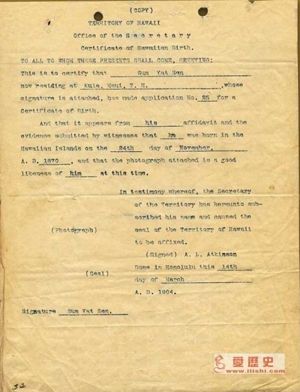 (COPY)
TERRITORY OF HAWAII
Office of the Secretary
Certificate of Hawaiian Birth.
TO ALL TO WHOM THESE PRESENTS SHALL COME, GREETING:
This is to certify that Sun Yat Sen
now residing at Kula, Maui, T. H. , whose
signature is attached, has made application No. 25 for a
Certificate of Birth.
And that it appears from his affidavit and the
evidence submitted by witnesses that he was born in the
Hawaiian Islands on the 24th day of November,
A. D. 1870 , and that the photograph attached is a good
likeness of him at this time.
In testimony whereof, the Secretary
of the Territory has hereunto sub-
scribed his name and caused the
(Photograph) seal of the Territory of Hawaii
to be affixed.
(Signed) A. L. Atkinson
(Seal) Done in Honolulu this 14th
day of March
A. D. 1904.
Signature Sun Yat Sen.
32
爱历史
www.ilishi.com